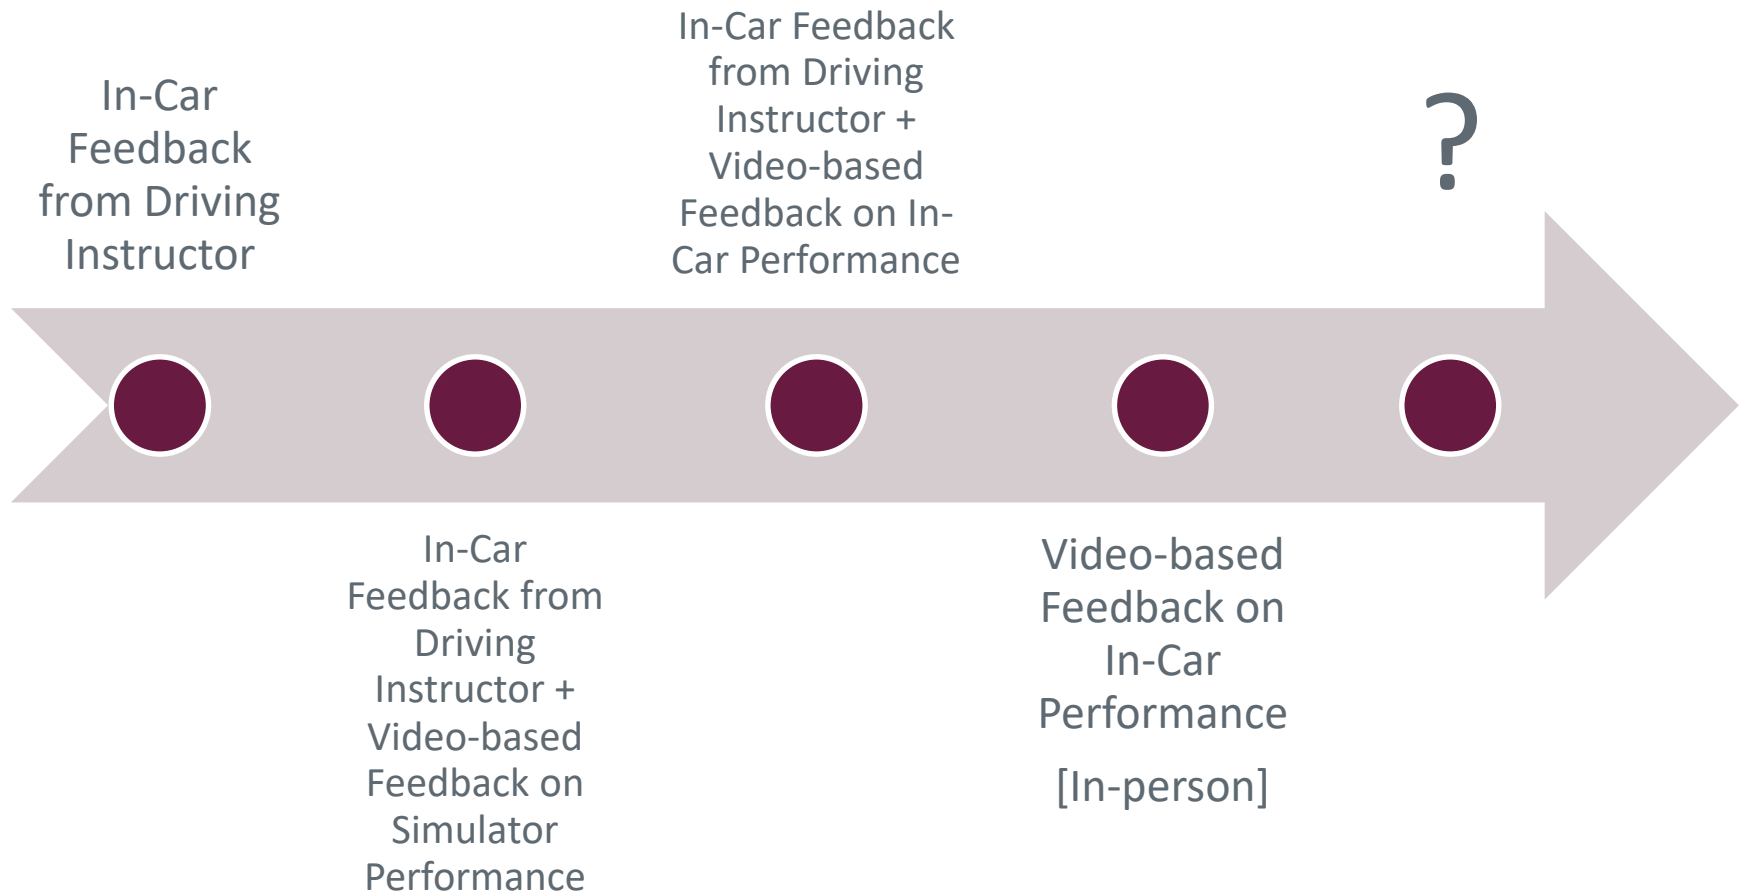 In-Car
Feedback
from Driving
Instructor
In-Car
Feedback from
Driving
Instructor +
Video-based
Feedback on
Simulator
Performance
In-Car Feedback
from Driving
Instructor +
Video-based
Feedback on In-
Car Performance
Video-based
Feedback on
In-Car
Performance
[In-person]
?